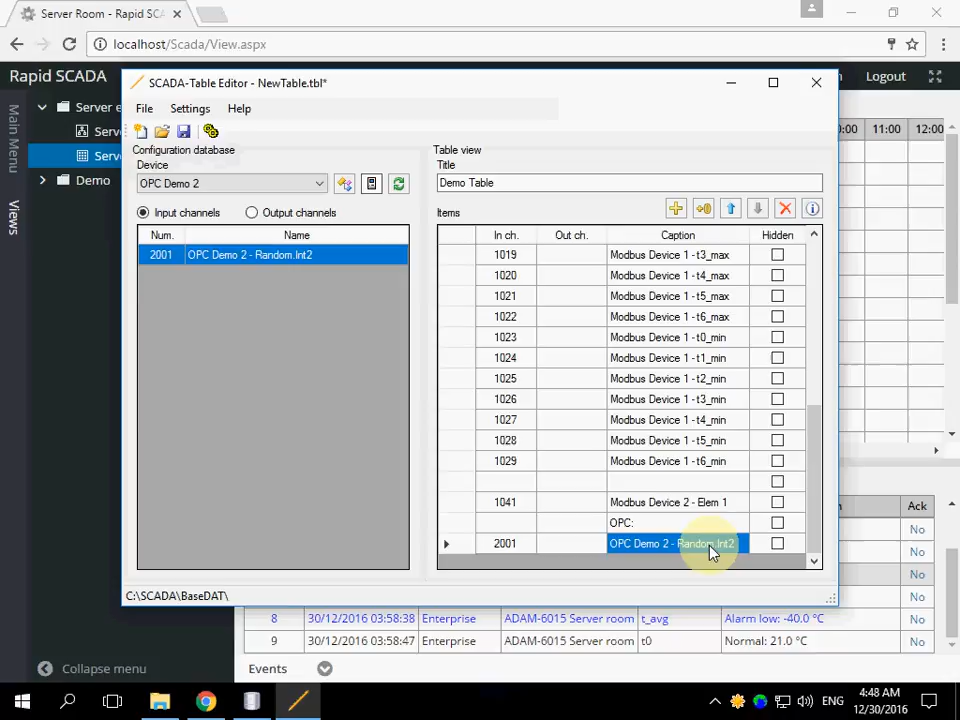 Server Room - Rapid SCA
localhost/Scada/View.aspx
Rapid SCADA
Logout
Main Menu
Views
Server e
Serv
Serv
Demo
SCADA-Table Editor - NewTable.tbl*
File Settings Help
Configuration database
Device
OPC Demo 2
Input channels Output channels
Num. Name
2001 OPC Demo 2 - Random.Int2
Table view
Title
Demo Table
Items
In ch. Out ch. Caption Hidden
1019 Modbus Device 1 - t3_max
1020 Modbus Device 1 - t4_max
1021 Modbus Device 1 - t5_max
1022 Modbus Device 1 - t6_max
1023 Modbus Device 1 - t0_min
1024 Modbus Device 1 - t1_min
1025 Modbus Device 1 - t2_min
1026 Modbus Device 1 - t3_min
1027 Modbus Device 1 - t4_min
1028 Modbus Device 1 - t5_min
1029 Modbus Device 1 - t6_min
1041 Modbus Device 2 - Elem 1
OPC:
2001 OPC Demo 2 - Random.Int2
C:\SCADA\BaseDAT\
:00 11:00 12:00
Ack
No
No
No
No
8 30/12/2016 03:58:38 Enterprise ADAM-6015 Server room t_avg Alarm low: -40.0 °C No
9 30/12/2016 03:58:47 Enterprise ADAM-6015 Server room t0 Normal: 21.0 °C No
Collapse menu
Events
ENG
4:48 AM
12/30/2016